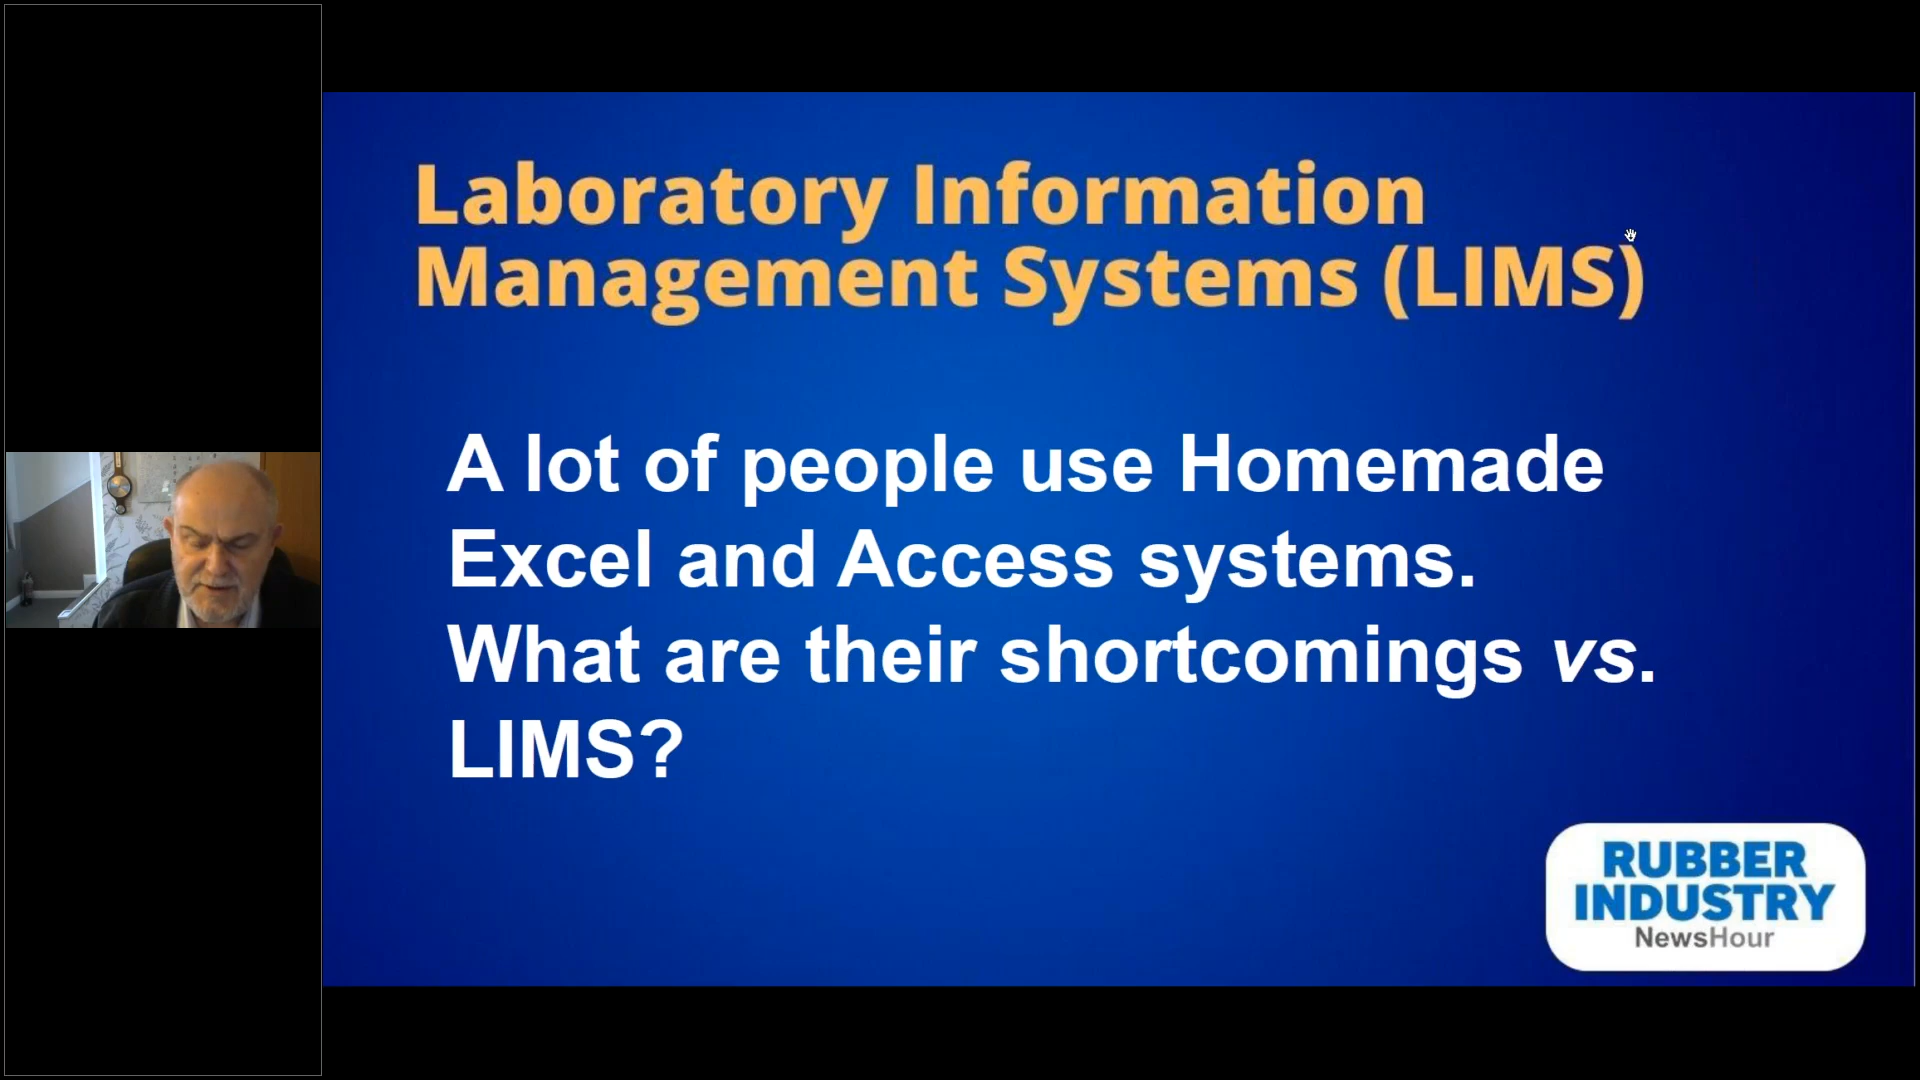 Laboratory Information
Management Systems (LIMS)
A lot of people use Homemade
Excel and Access systems.
What are their shortcomings vs.
LIMS?
RUBBER
INDUSTRY
NewsHour